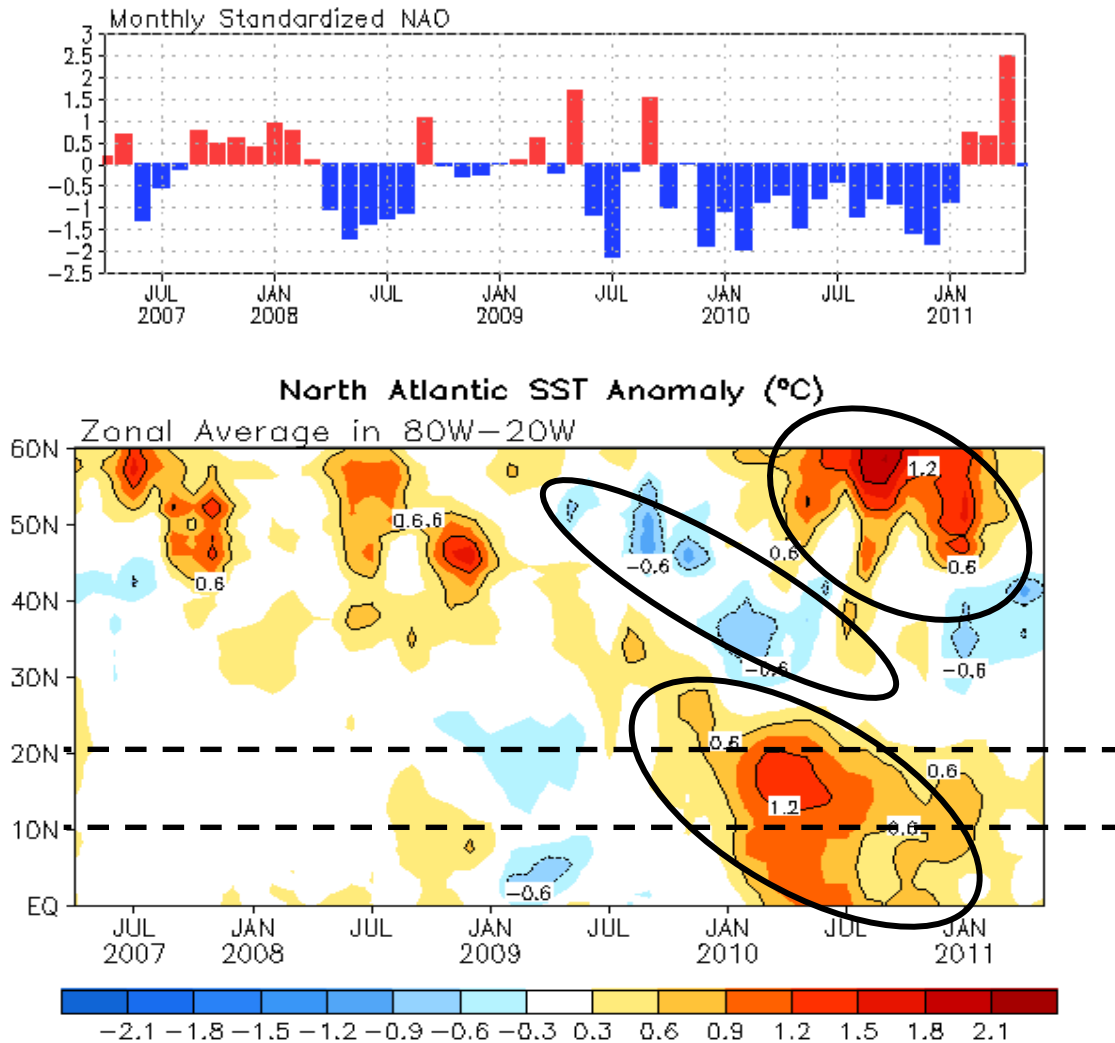 Monthly Standardized NAO
3
2.5
2
1.5
1
0.5
0
−0.5
−1
−1.5
−2
−2.5
JUL JAN JUL JAN JUL JAN JUL JAN
2007 2008 2009 2010 2011
North Atlantic SST Anomaly (°C)
Zonal Average in 80W−20W
60N
1.2
50N
0.6.6
0.6
0.6
0.6
−0.6
0.6
40N
−0.6
−0.6
30N
0.6
20N
0.6
1.2
10N
0.6
−0.6
EQ
JUL JAN JUL JAN JUL JAN JUL JAN
2007 2008 2009 2010 2011
−2.1 −1.8 −1.5 −1.2 −0.9 −0.6 −0.3 0.3 0.6 0.9 1.2 1.5 1.8 2.1